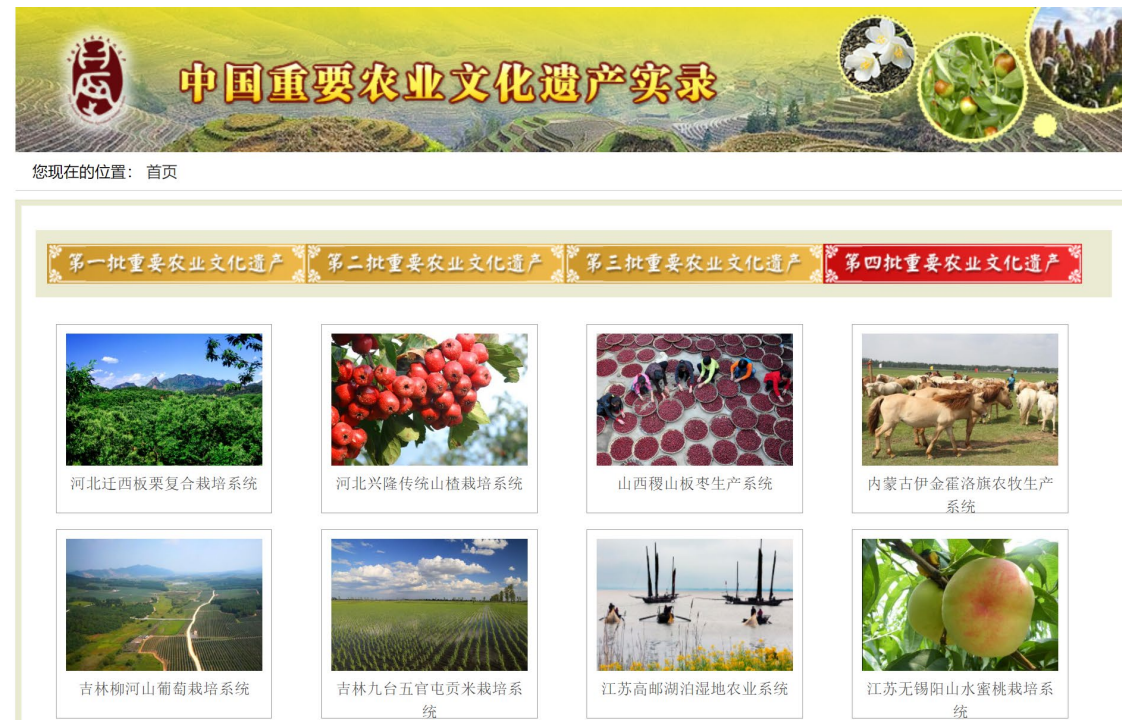 中国重要农业文化遗产实录
您现在的位置： 首页
第一批重要农业文化遗产 第二批重要农业文化遗产 第三批重要农业文化遗产 第四批重要农业文化遗产
河北迁西板栗复合栽培系统
河北兴隆传统山楂栽培系统
山西稷山板枣生产系统
内蒙古伊金霍洛旗农牧生产
系统
吉林柳河山葡萄栽培系统
吉林九台五官屯贡米栽培系
统
江苏高邮湖泊湿地农业系统
江苏无锡阳山水蜜桃栽培系
统